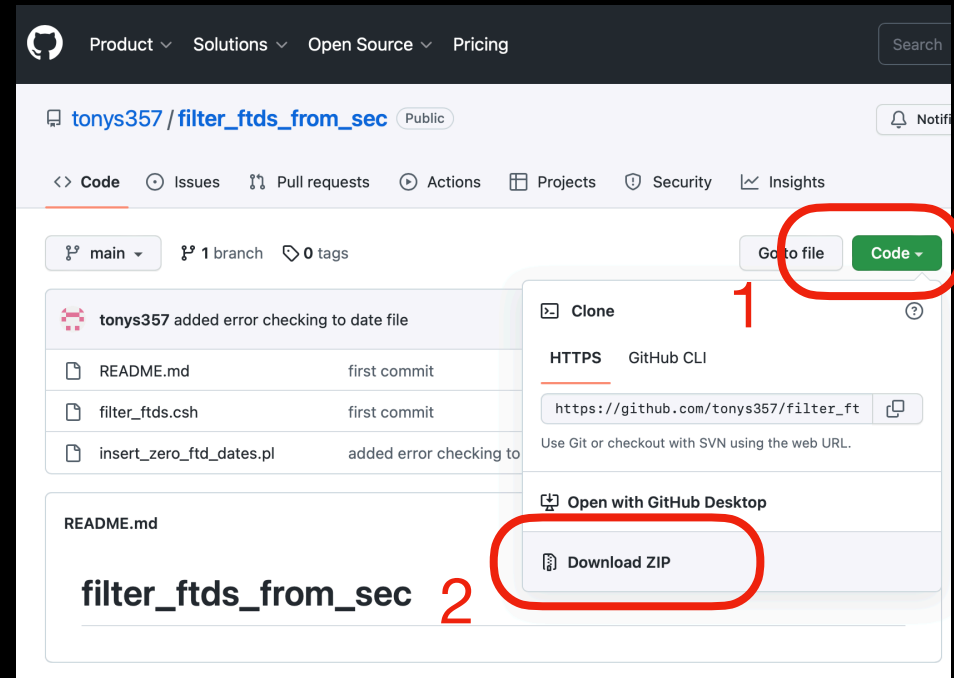 Product Solutions Open Source Pricing Search
tonys357 / filter_ftds_from_sec Public Notifi
Code Issues Pull requests Actions Projects Security Insights
main 1 branch 0 tags Go to file Code
1
tonys357 added error checking to date file
README.md first commit
filter_ftds.csh first commit
insert_zero_ftd_dates.pl added error checking to
Clone
HTTPS GitHub CLI
https://github.com/tonys357/filter_ft
Use Git or checkout with SVN using the web URL.
Open with GitHub Desktop
Download ZIP
2
README.md
filter_ftds_from_sec